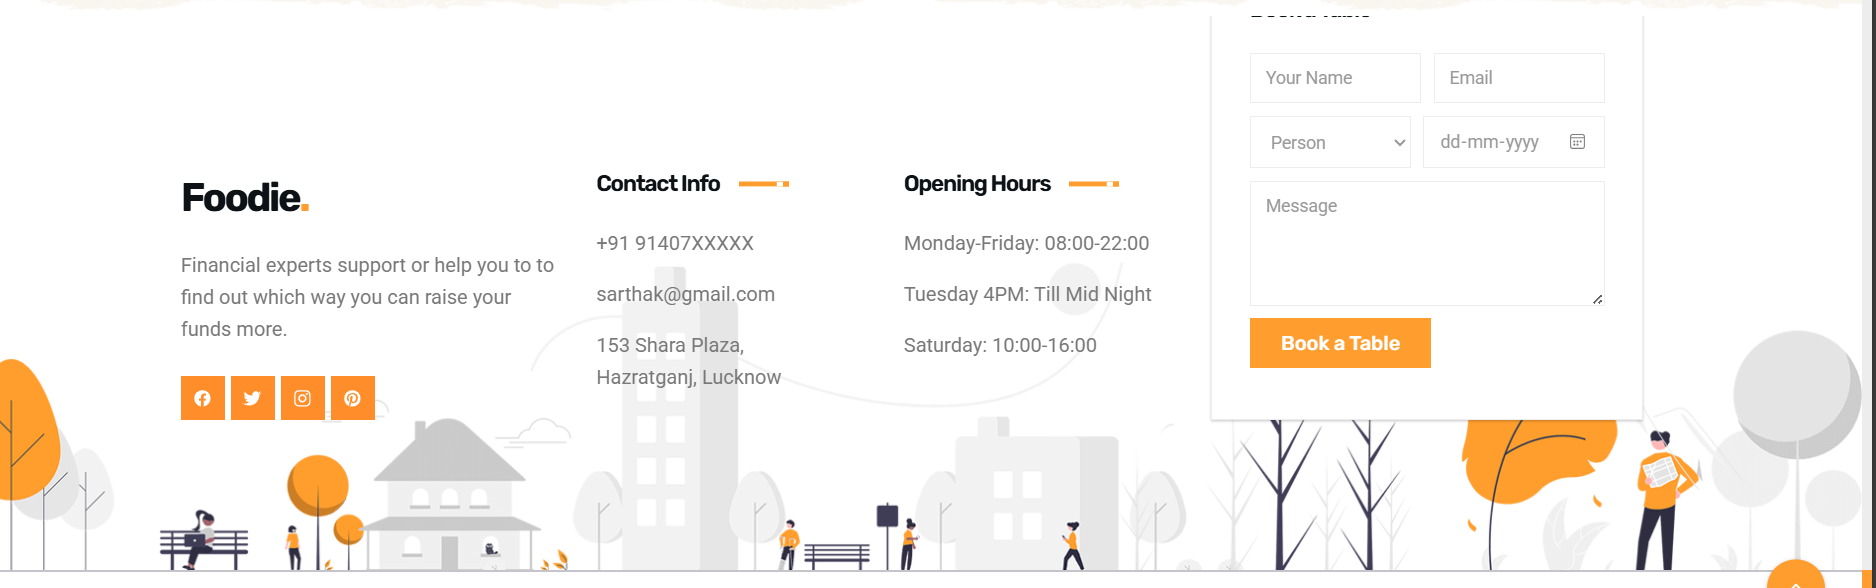 Foodie.
Financial experts support or help you to to
find out which way you can raise your
funds more.
Contact Info
+91 91407XXXXX
sarthak@gmail.com
153 Shara Plaza,
Hazratganj, Lucknow
Opening Hours
Monday-Friday: 08:00-22:00
Tuesday 4PM: Till Mid Night
Saturday: 10:00-16:00
Your Name
Email
Person
dd-mm-yyyy
Message
Book a Table